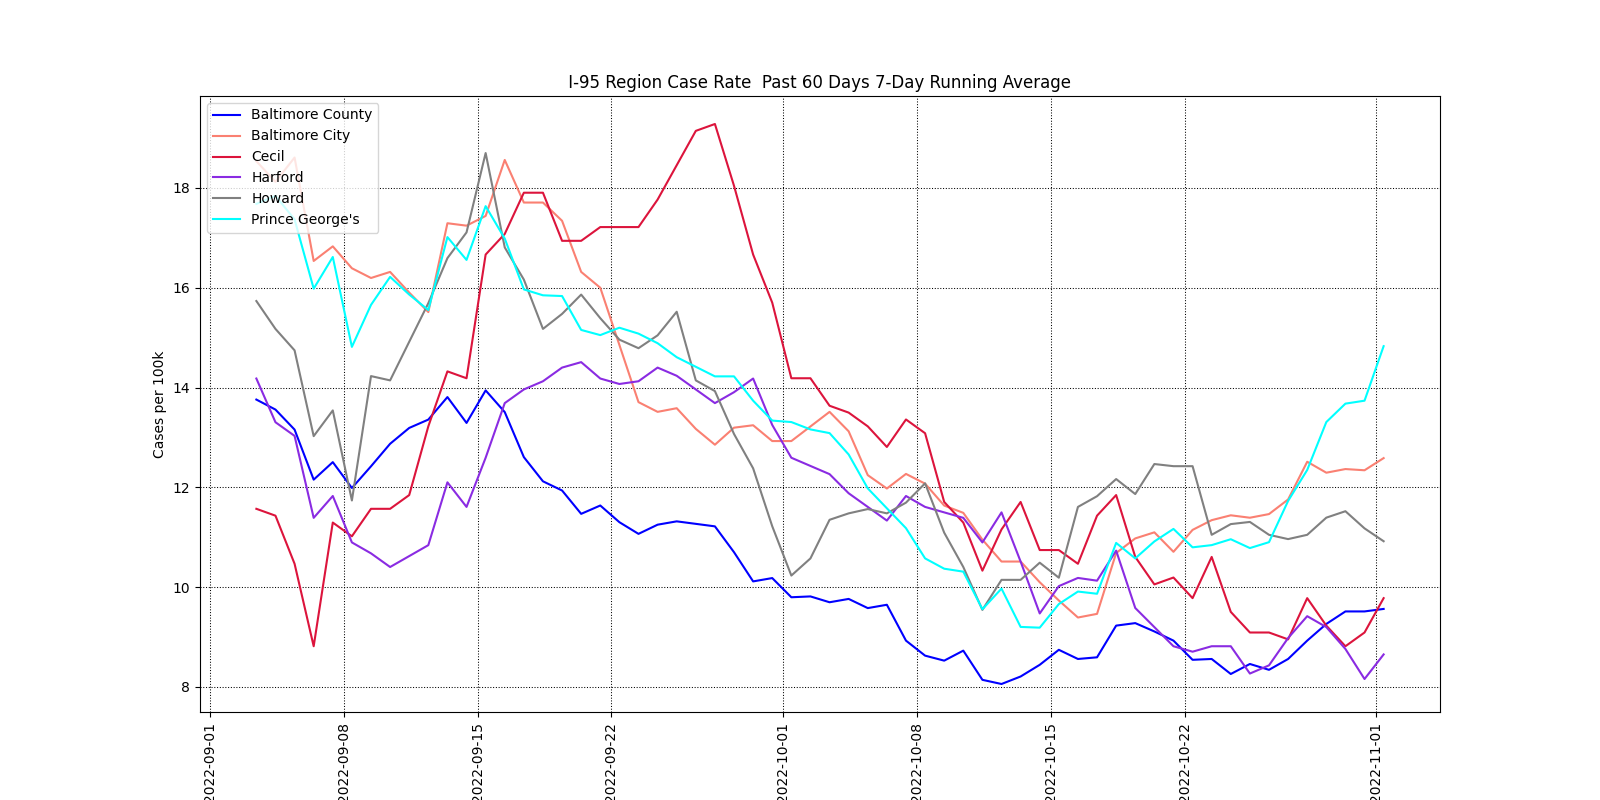 I-95 Region Case Rate  Past 60 Days 7-Day Running Average
Baltimore County
Baltimore City
Cecil
Harford
Howard
Prince George's
Cases per 100k
18
16
14
12
10
8
2022-09-01
2022-09-08
2022-09-15
2022-09-22
2022-10-01
2022-10-08
2022-10-15
2022-10-22
2022-11-01